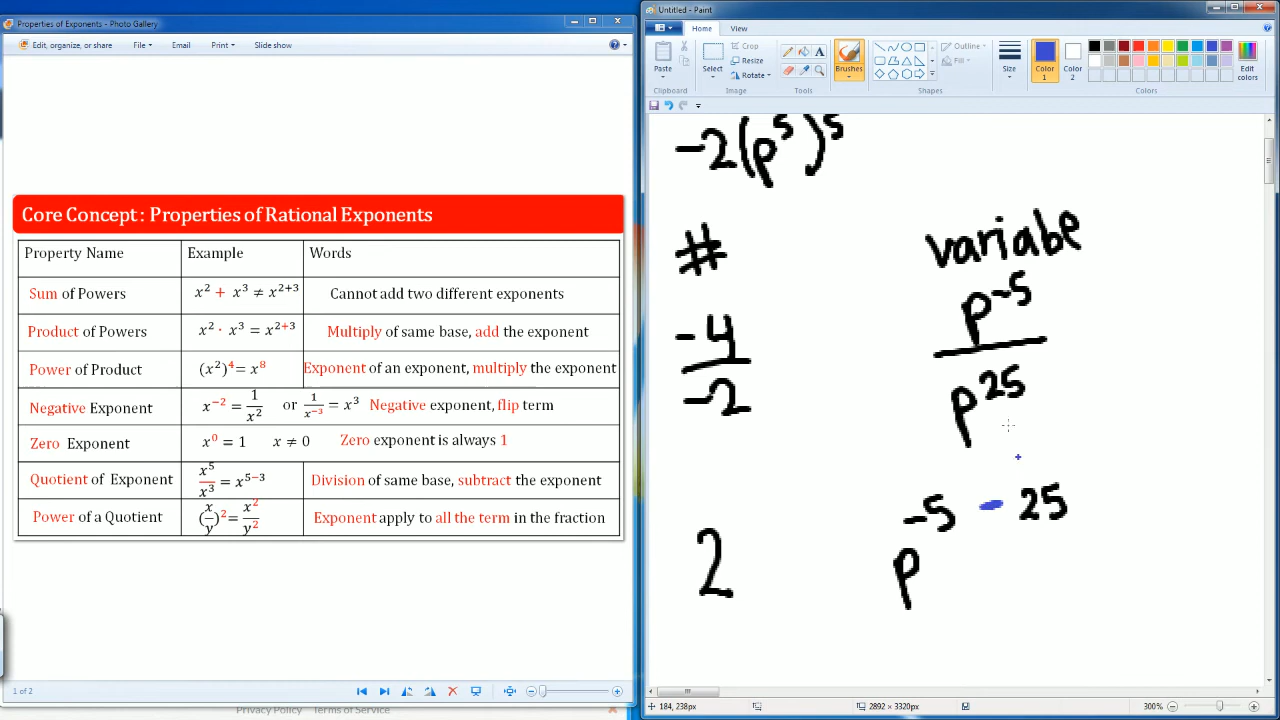 Properties of Exponents - Photo Gallery
Edit, organize, or share File Email Print Slide show
Core Concept : Properties of Rational Exponents
Property Name Example Words
Sum of Powers x² + x³ ≠ x²⁺³ Cannot add two different exponents
Product of Powers x² · x³ = x²⁺³ Multiply of same base, add the exponent
Power of Product (x²)⁴= x⁸ Exponent of an exponent, multiply the exponent
Negative Exponent x⁻² = 1/x² or 1/x⁻³ = x³ Negative exponent, flip term
Zero Exponent x⁰ = 1 x ≠ 0 Zero exponent is always 1
Quotient of Exponent x⁵/x³ = x⁵⁻³ Division of same base, subtract the exponent
Power of a Quotient (x/y)²= x²/y² Exponent apply to all the term in the fraction
1 of 2
Privacy Policy Terms of Service
Untitled - Paint
Home View
Paste Select Crop Resize Rotate Brushes Outline Fill Size Color 1 Color 2 Edit colors
Clipboard Image Tools Shapes Colors
-2(p⁵)⁵
# variabe
-4/-2 p⁻⁵/p²⁵
2 p⁻⁵ ⁻ ²⁵
184, 238px 2892 × 3320px 300%